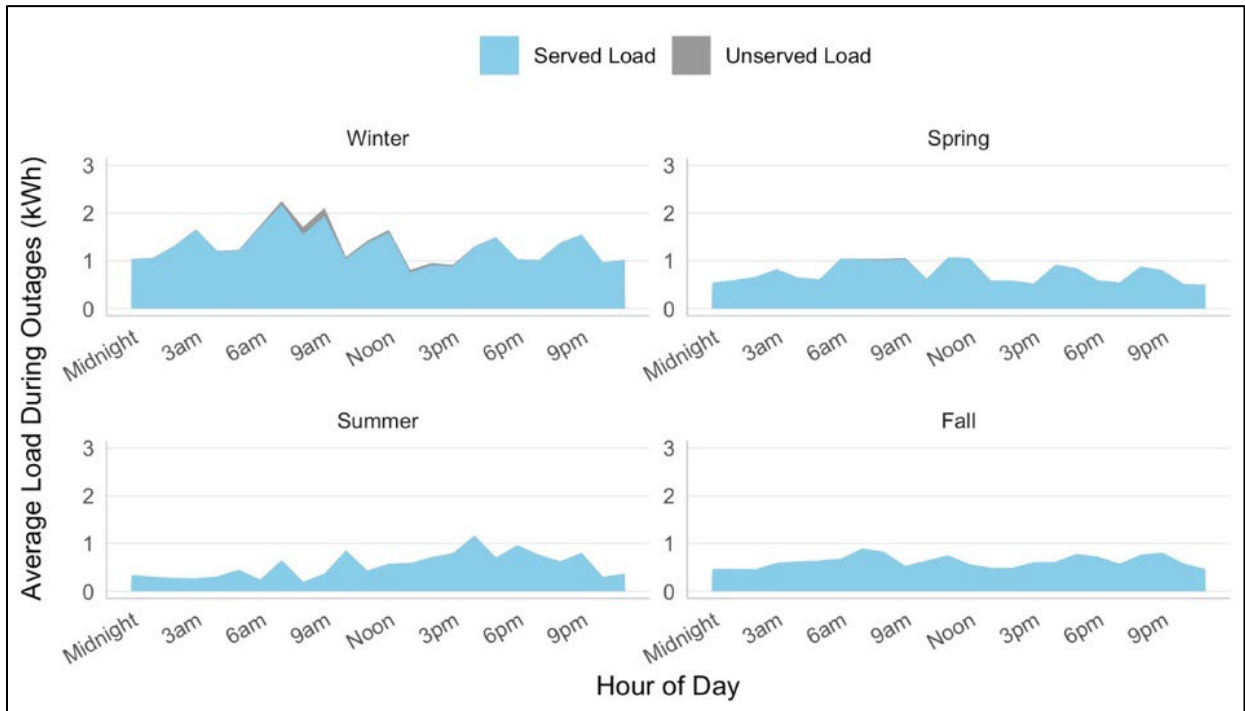 Served Load
Unserved Load
Average Load During Outages (kWh)
Winter
3
2
1
0
Midnight
3am
6am
9am
Noon
3pm
6pm
9pm
Spring
3
2
1
0
Midnight
3am
6am
9am
Noon
3pm
6pm
9pm
Summer
3
2
1
0
Midnight
3am
6am
9am
Noon
3pm
6pm
9pm
Fall
3
2
1
0
Midnight
3am
6am
9am
Noon
3pm
6pm
9pm
Hour of Day